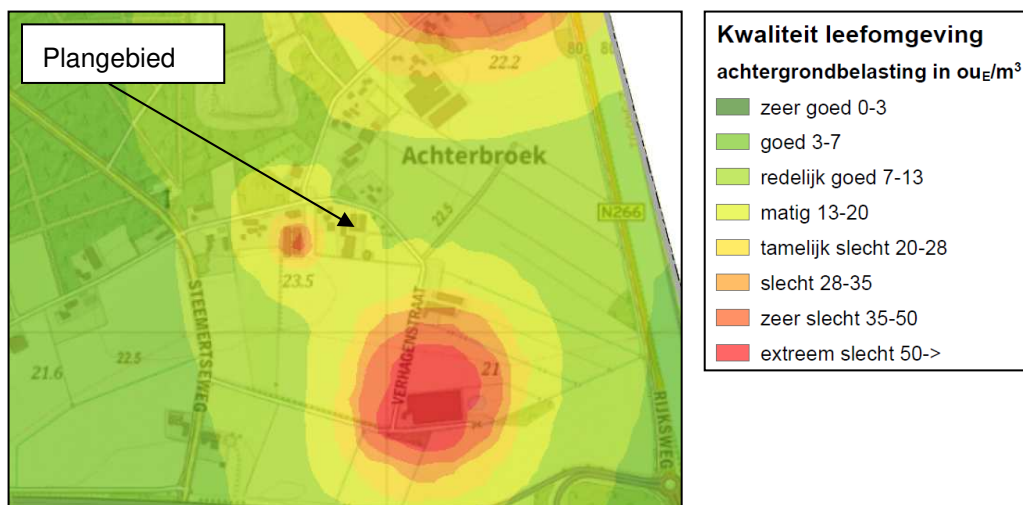 Plangebied
80
22.2
Achterbroek
22.5
N266
23.5
STEEMERTSEWEG
VERHAGENSTRAAT
22.5
21.6
21
RIJKSWEG
Kwaliteit leefomgeving
achtergrondbelasting in ouE/m³
zeer goed 0-3
goed 3-7
redelijk goed 7-13
matig 13-20
tamelijk slecht 20-28
slecht 28-35
zeer slecht 35-50
extreem slecht 50->